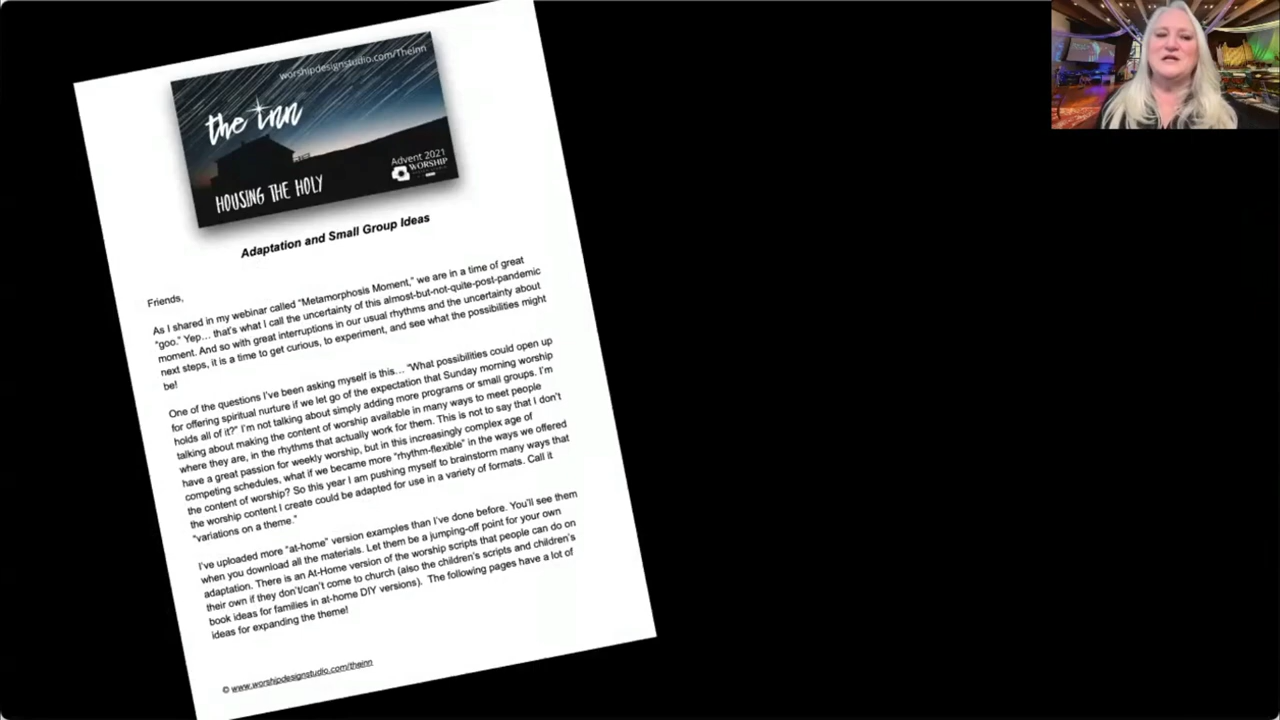 worshipdesignstudio.com/TheInn
the inn
Advent 2021
WORSHIP
HOUSING THE HOLY
Adaptation and Small Group Ideas
Friends,
As I shared in my webinar called “Metamorphosis Moment,” we are in a time of great
“goo.” Yep… that’s what I call the uncertainty of this almost-but-not-quite-post-pandemic
moment. And so with great interruptions in our usual rhythms and the uncertainty about
next steps, it is a time to get curious, to experiment, and see what the possibilities might
be!
One of the questions I’ve been asking myself is this… “What possibilities could open up
for offering spiritual nurture if we let go of the expectation that Sunday morning worship
holds all of it?” I’m not talking about simply adding more programs or small groups. I’m
talking about making the content of worship available in many ways to meet people
where they are, in the rhythms that actually work for them. This is not to say that I don’t
have a great passion for weekly worship, but in this increasingly complex age of
competing schedules, what if we became more “rhythm-flexible” in the ways we offered
the content of worship? So this year I am pushing myself to brainstorm many ways that
the worship content I create could be adapted for use in a variety of formats. Call it
“variations on a theme.”
I’ve uploaded more “at-home” version examples than I’ve done before. You’ll see them
when you download all the materials. Let them be a jumping-off point for your own
adaptation. There is an At-Home version of the worship scripts that people can do on
their own if they don’t/can’t come to church (also the children’s scripts and children’s
book ideas for families in at-home DIY versions). The following pages have a lot of
ideas for expanding the theme!
© www.worshipdesignstudio.com/theinn